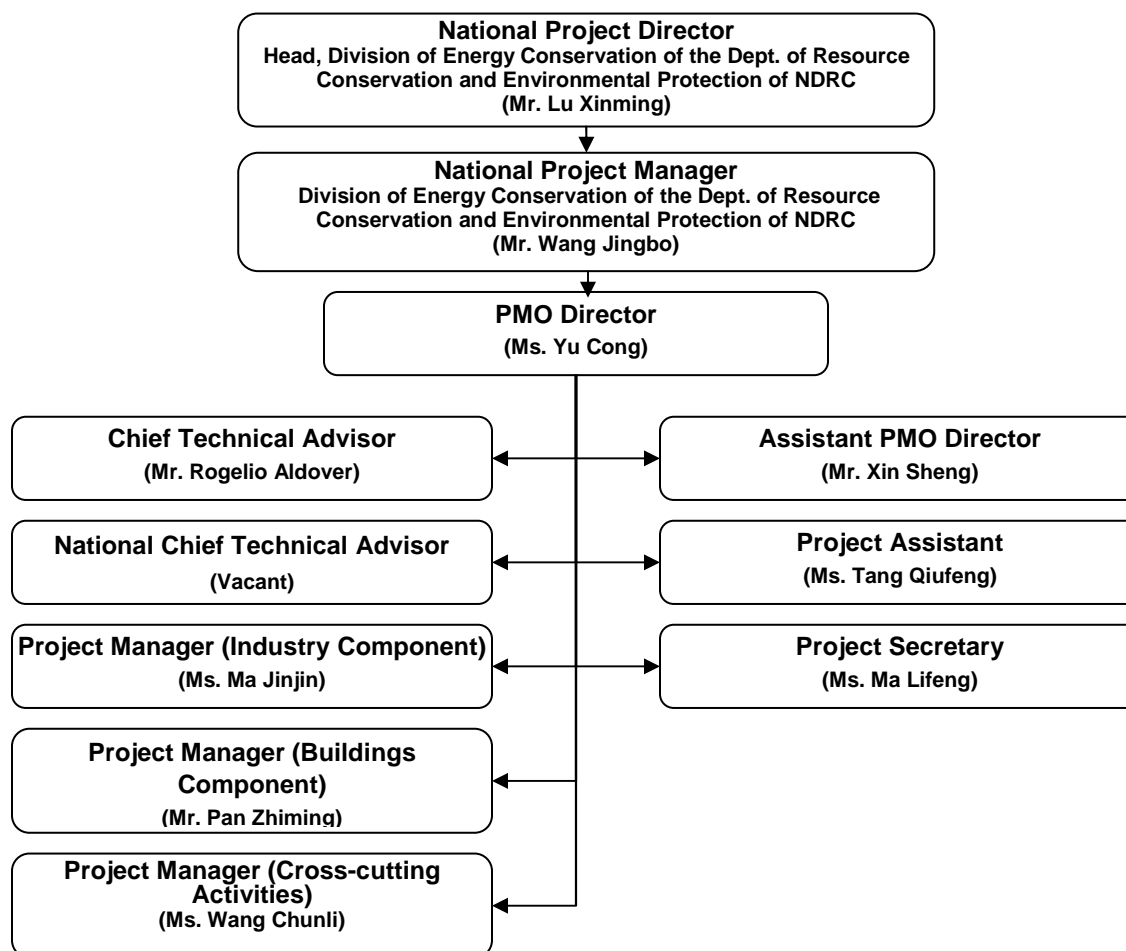 National Project Director
Head, Division of Energy Conservation of the Dept. of Resource
Conservation and Environmental Protection of NDRC
(Mr. Lu Xinming)
National Project Manager
Division of Energy Conservation of the Dept. of Resource
Conservation and Environmental Protection of NDRC
(Mr. Wang Jingbo)
PMO Director
(Ms. Yu Cong)
Chief Technical Advisor
(Mr. Rogelio Aldover)
Assistant PMO Director
(Mr. Xin Sheng)
National Chief Technical Advisor
(Vacant)
Project Assistant
(Ms. Tang Qiufeng)
Project Manager (Industry Component)
(Ms. Ma Jinjin)
Project Secretary
(Ms. Ma Lifeng)
Project Manager (Buildings
Component)
(Mr. Pan Zhiming)
Project Manager (Cross-cutting
Activities)
(Ms. Wang Chunli)